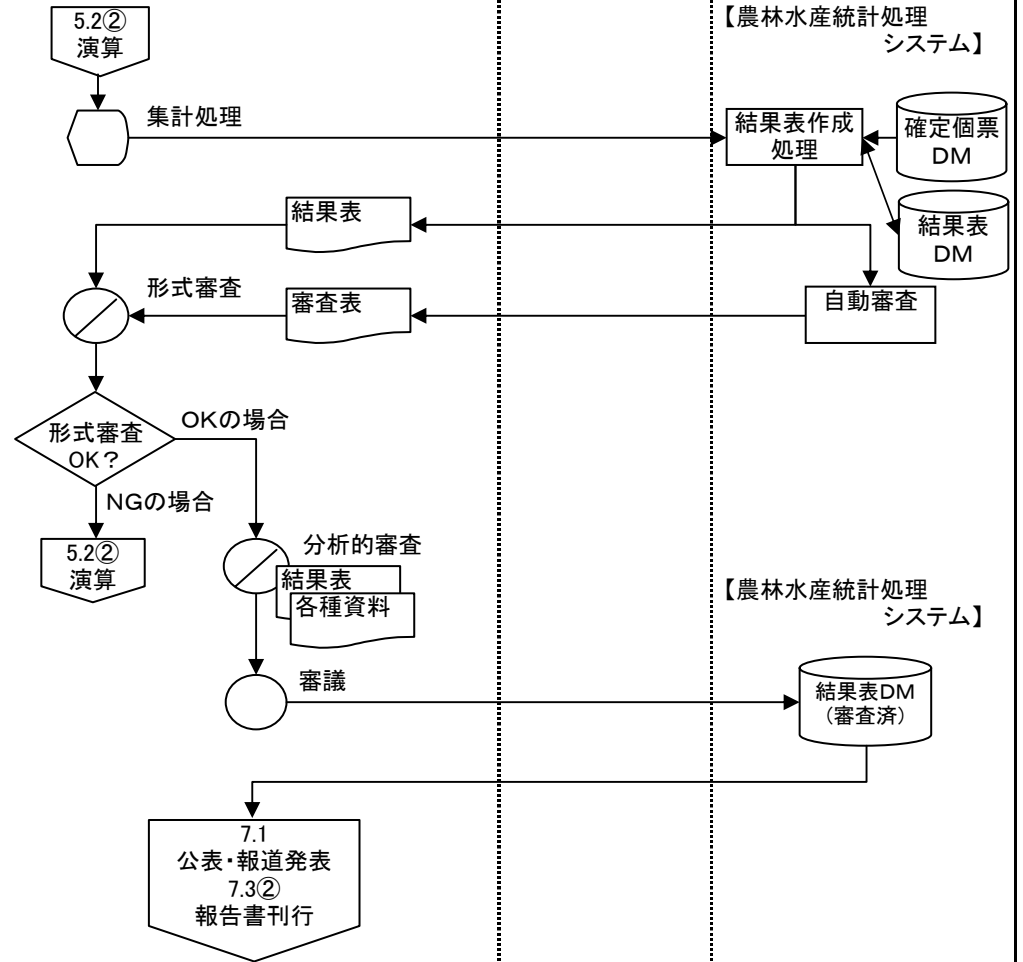 5.2②
演算
【農林水産統計処理
システム】
集計処理
結果表作成
処理
確定個票
DM
結果表
DM
結果表
形式審査
審査表
自動審査
形式審査
OK？
OKの場合
NGの場合
5.2②
演算
分析的審査
結果表
各種資料
【農林水産統計処理
システム】
審議
結果表DM
（審査済）
7.1
公表・報道発表
7.3②
報告書刊行